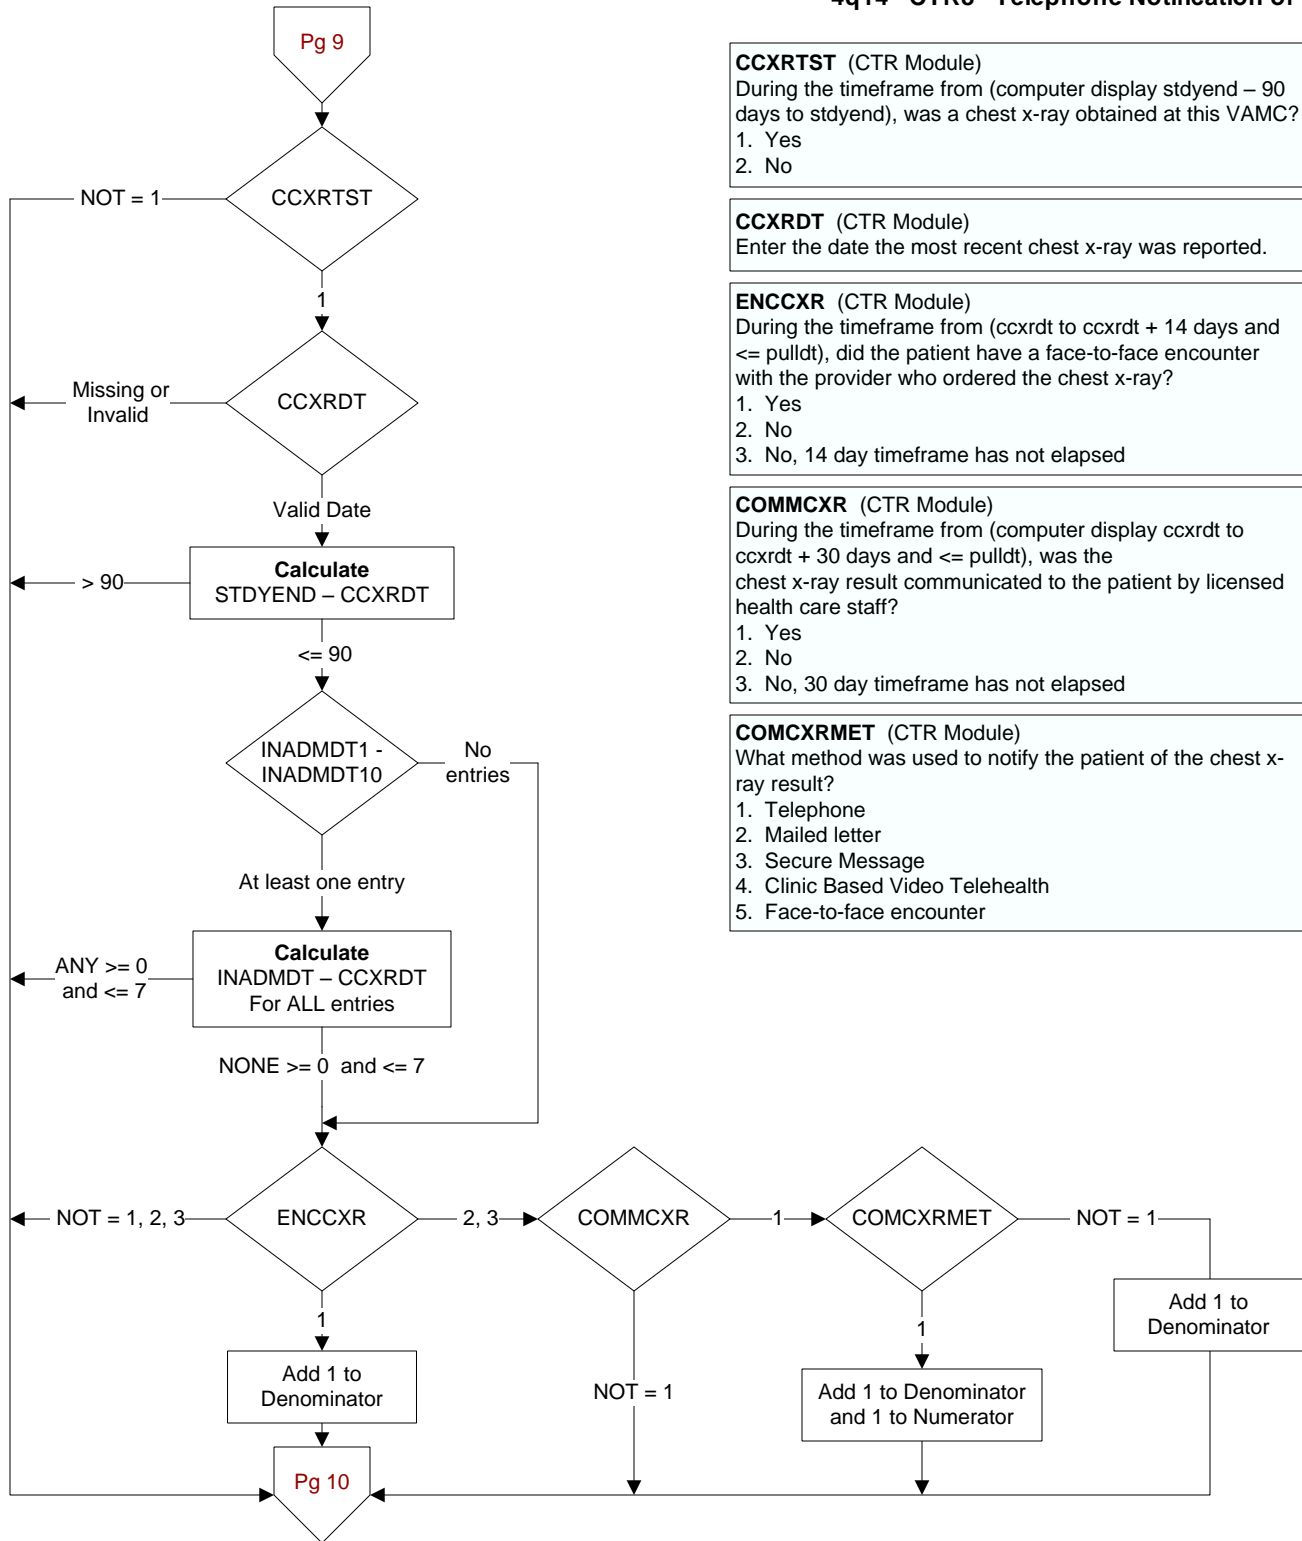 4q14 CTR8 Telephone Notification of
Pg 9
CCXRTST (CTR Module)
During the timeframe from (computer display stdyend – 90
days to stdyend), was a chest x-ray obtained at this VAMC?
1. Yes
2. No
CCXRDT (CTR Module)
Enter the date the most recent chest x-ray was reported.
ENCCXR (CTR Module)
During the timeframe from (ccxrdt to ccxrdt + 14 days and
<= pulldt), did the patient have a face-to-face encounter
with the provider who ordered the chest x-ray?
1. Yes
2. No
3. No, 14 day timeframe has not elapsed
COMMCXR (CTR Module)
During the timeframe from (computer display ccxrdt to
ccxrdt + 30 days and <= pulldt), was the
chest x-ray result communicated to the patient by licensed
health care staff?
1. Yes
2. No
3. No, 30 day timeframe has not elapsed
COMCXRMET (CTR Module)
What method was used to notify the patient of the chest x-
ray result?
1. Telephone
2. Mailed letter
3. Secure Message
4. Clinic Based Video Telehealth
5. Face-to-face encounter
CCXRTST
NOT = 1
1
CCXRDT
Missing or
Invalid
Valid Date
Calculate
STDYEND – CCXRDT
> 90
<= 90
INADMDT1 -
INADMDT10
No
entries
At least one entry
Calculate
INADMDT – CCXRDT
For ALL entries
ANY >= 0
and <= 7
NONE >= 0 and <= 7
ENCCXR
NOT = 1, 2, 3
2, 3
COMMCXR
1
COMCXRMET
NOT = 1
1
Add 1 to
Denominator
NOT = 1
1
Add 1 to Denominator
and 1 to Numerator
Add 1 to
Denominator
Pg 10